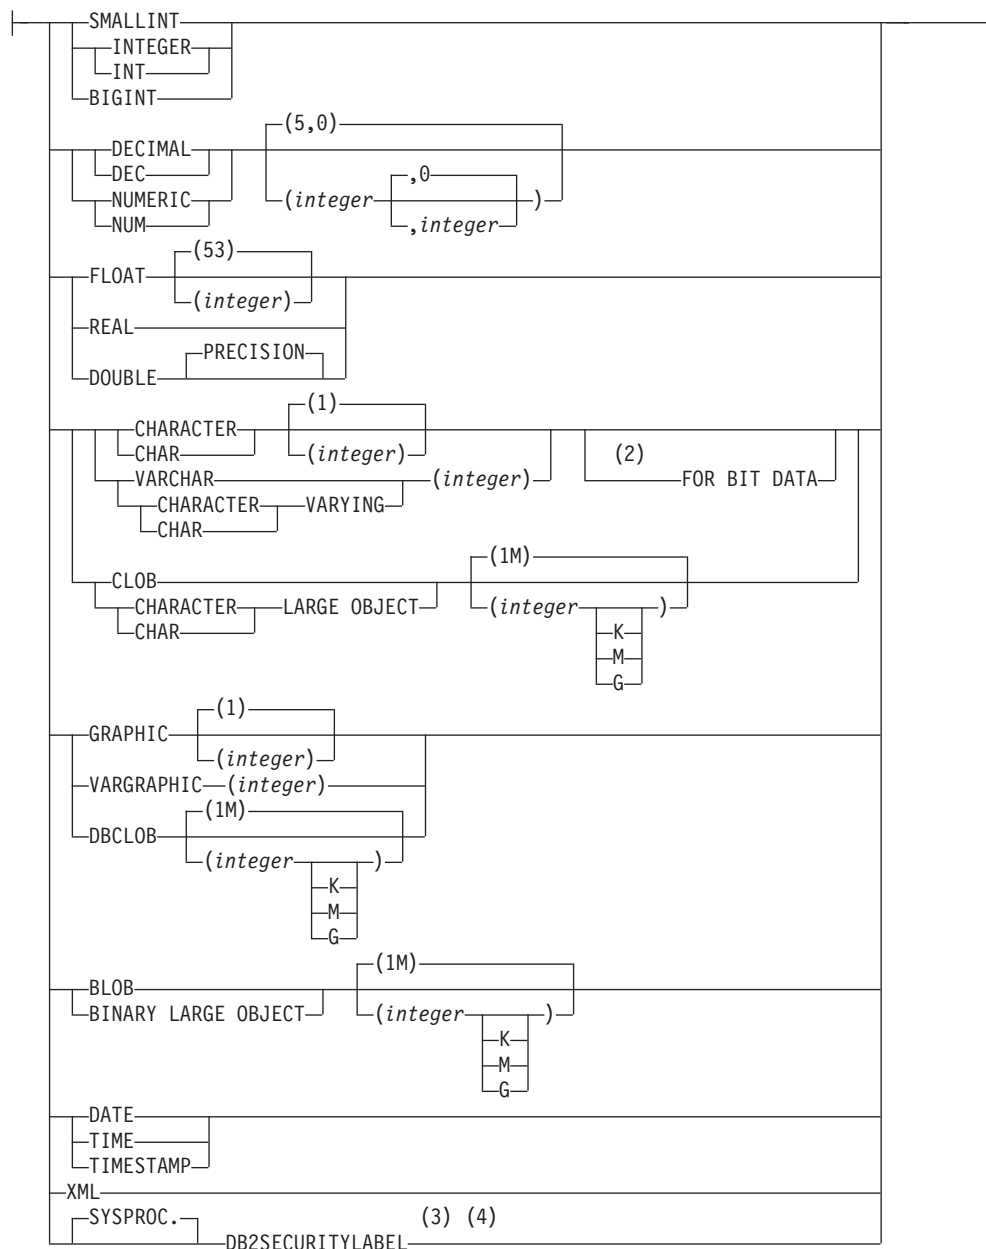 SMALLINT
INTEGER
INT
BIGINT
(5,0)
DECIMAL
DEC
,0
NUMERIC (integer )
NUM ,integer
(53)
FLOAT
(integer)
REAL
PRECISION
DOUBLE
(1)
CHARACTER
CHAR (integer) (2)
VARCHAR (integer) FOR BIT DATA
CHARACTER VARYING
CHAR
(1M)
CLOB
CHARACTER LARGE OBJECT (integer )
CHAR K
M
G
(1)
GRAPHIC
(integer)
VARGRAPHIC (integer)
(1M)
DBCLOB
(integer )
K
M
G
(1M)
BLOB
BINARY LARGE OBJECT (integer )
K
M
G
DATE
TIME
TIMESTAMP
XML
SYSPROC. (3) (4)
DB2SECURITYLABEL